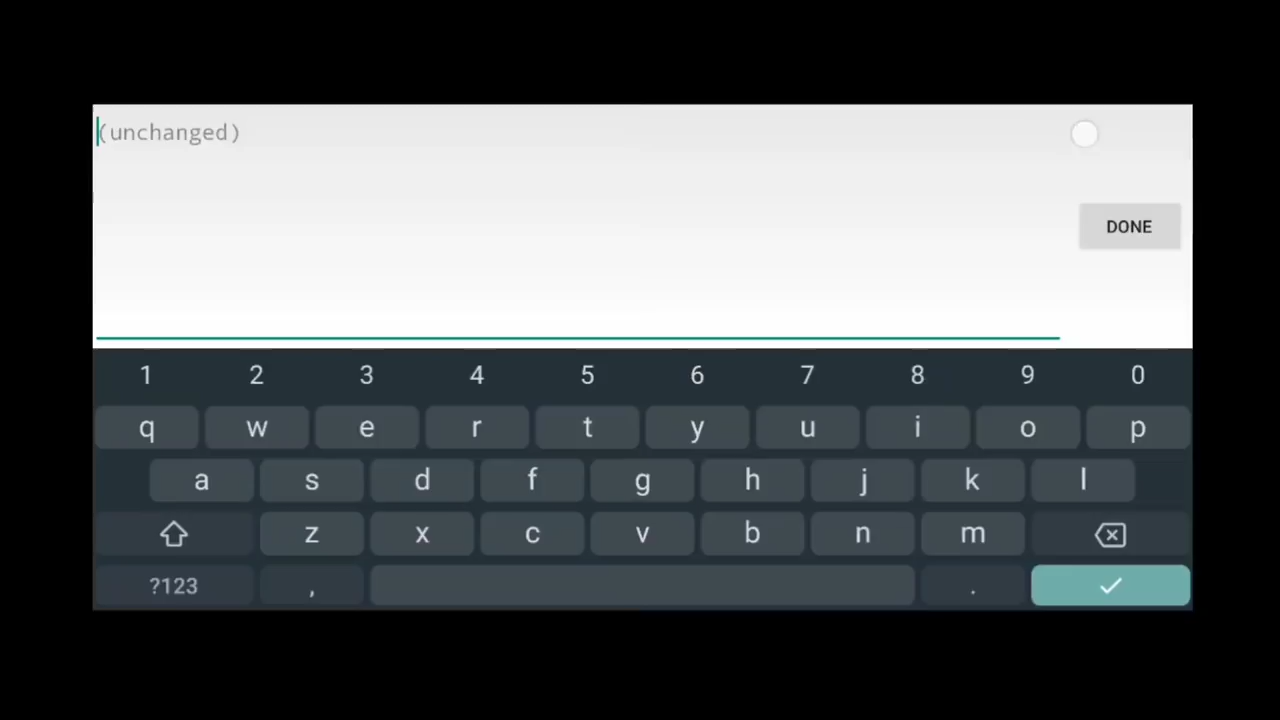 (unchanged)
DONE
1 2 3 4 5 6 7 8 9 0
q w e r t y u i o p
a s d f g h j k l
z x c v b n m
?123 , .